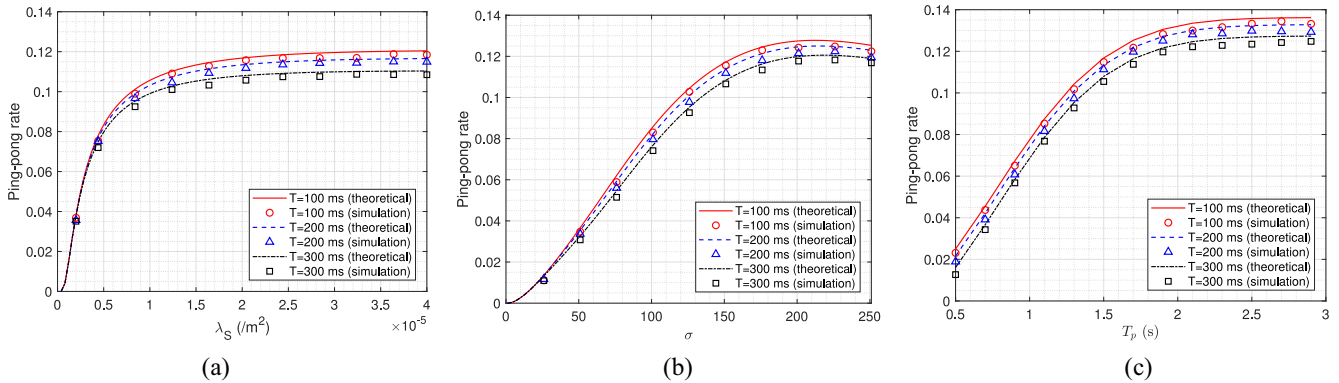 0.14
0.12
0.1
0.08
0.06
0.04
0.02
0
Ping-pong rate
T=100 ms (theoretical)
T=100 ms (simulation)
T=200 ms (theoretical)
T=200 ms (simulation)
T=300 ms (theoretical)
T=300 ms (simulation)
0 0.5 1 1.5 2 2.5 3 3.5 4
λS (/m²) ×10⁻⁵
(a)
0.14
0.12
0.1
0.08
0.06
0.04
0.02
0
Ping-pong rate
T=100 ms (theoretical)
T=100 ms (simulation)
T=200 ms (theoretical)
T=200 ms (simulation)
T=300 ms (theoretical)
T=300 ms (simulation)
0 50 100 150 200 250
σ
(b)
0.14
0.12
0.1
0.08
0.06
0.04
0.02
0
Ping-pong rate
T=100 ms (theoretical)
T=100 ms (simulation)
T=200 ms (theoretical)
T=200 ms (simulation)
T=300 ms (theoretical)
T=300 ms (simulation)
0.5 1 1.5 2 2.5 3
Tp (s)
(c)